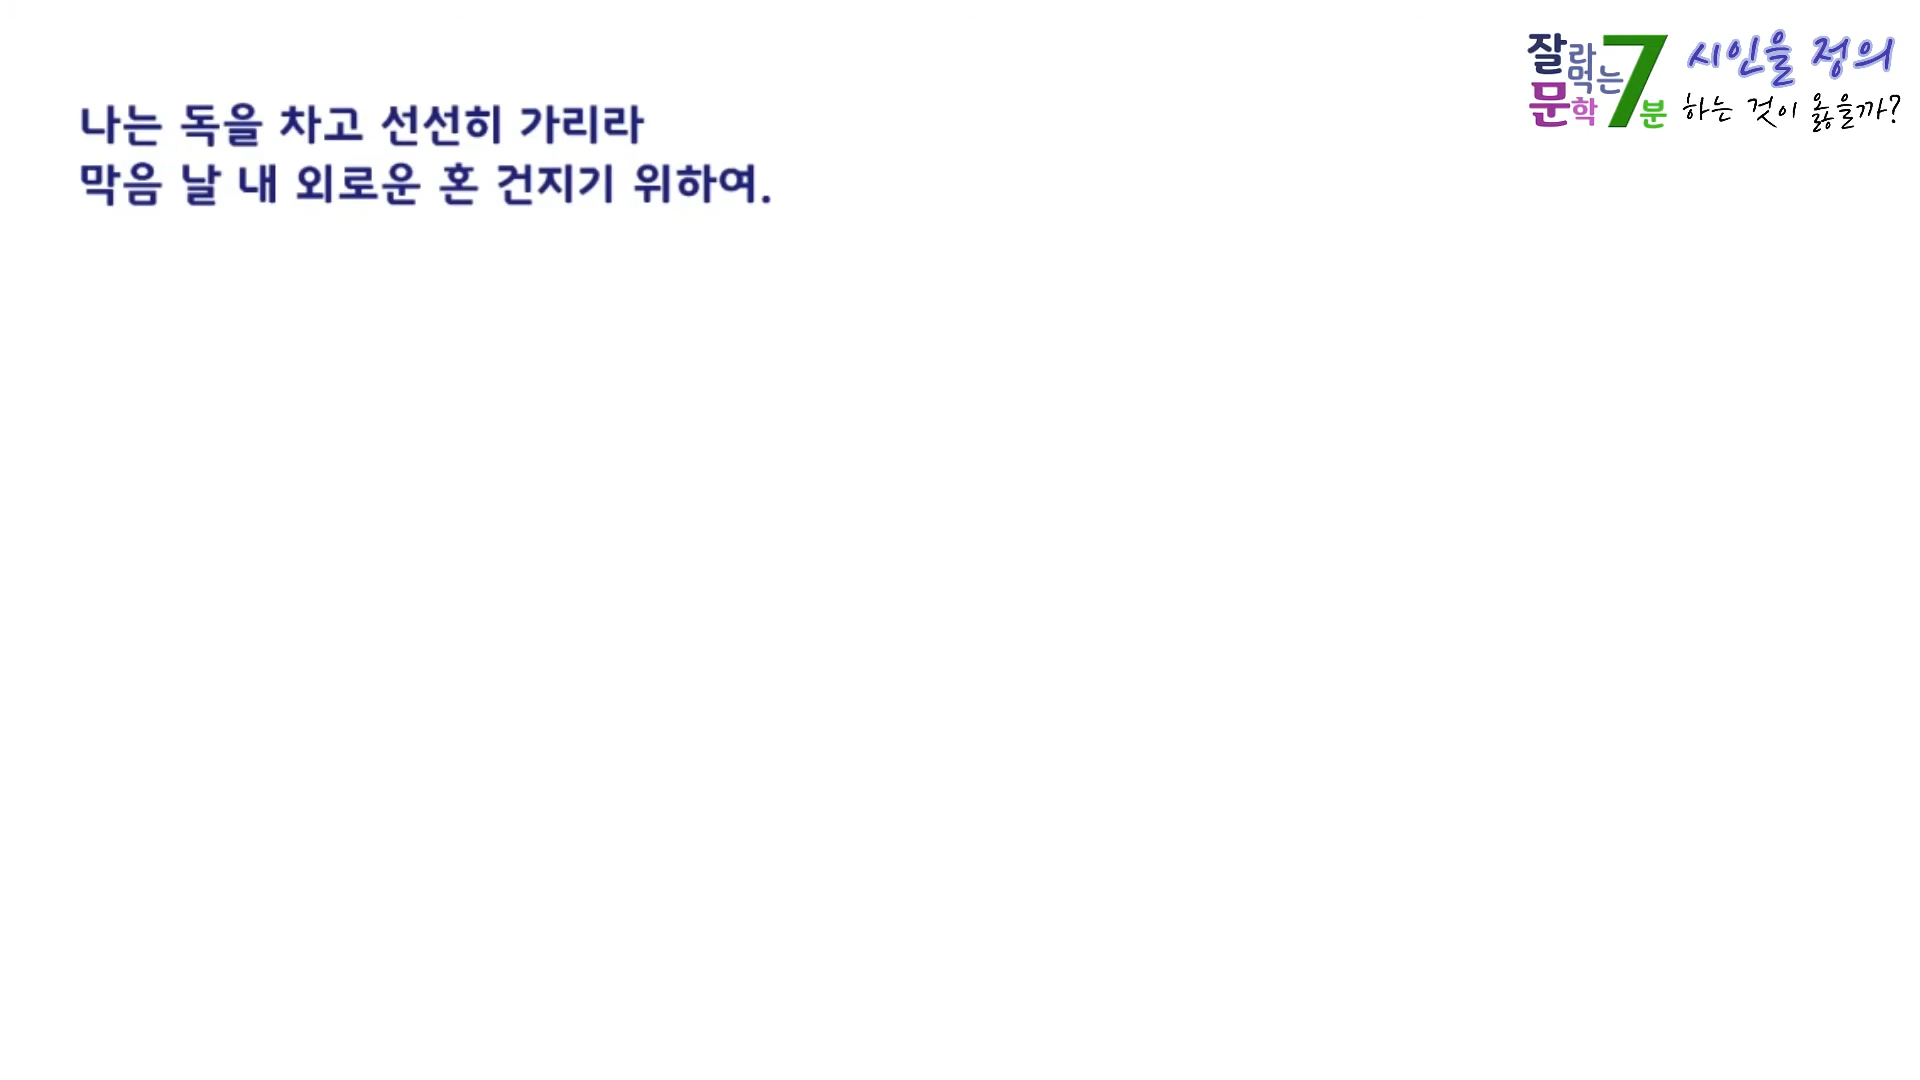 나는 독을 차고 선선히 가리라
막음 날 내 외로운 혼 건지기 위하여.
잘라먹는 문학 7분
시인을 정의
하는 것이 옳을까?